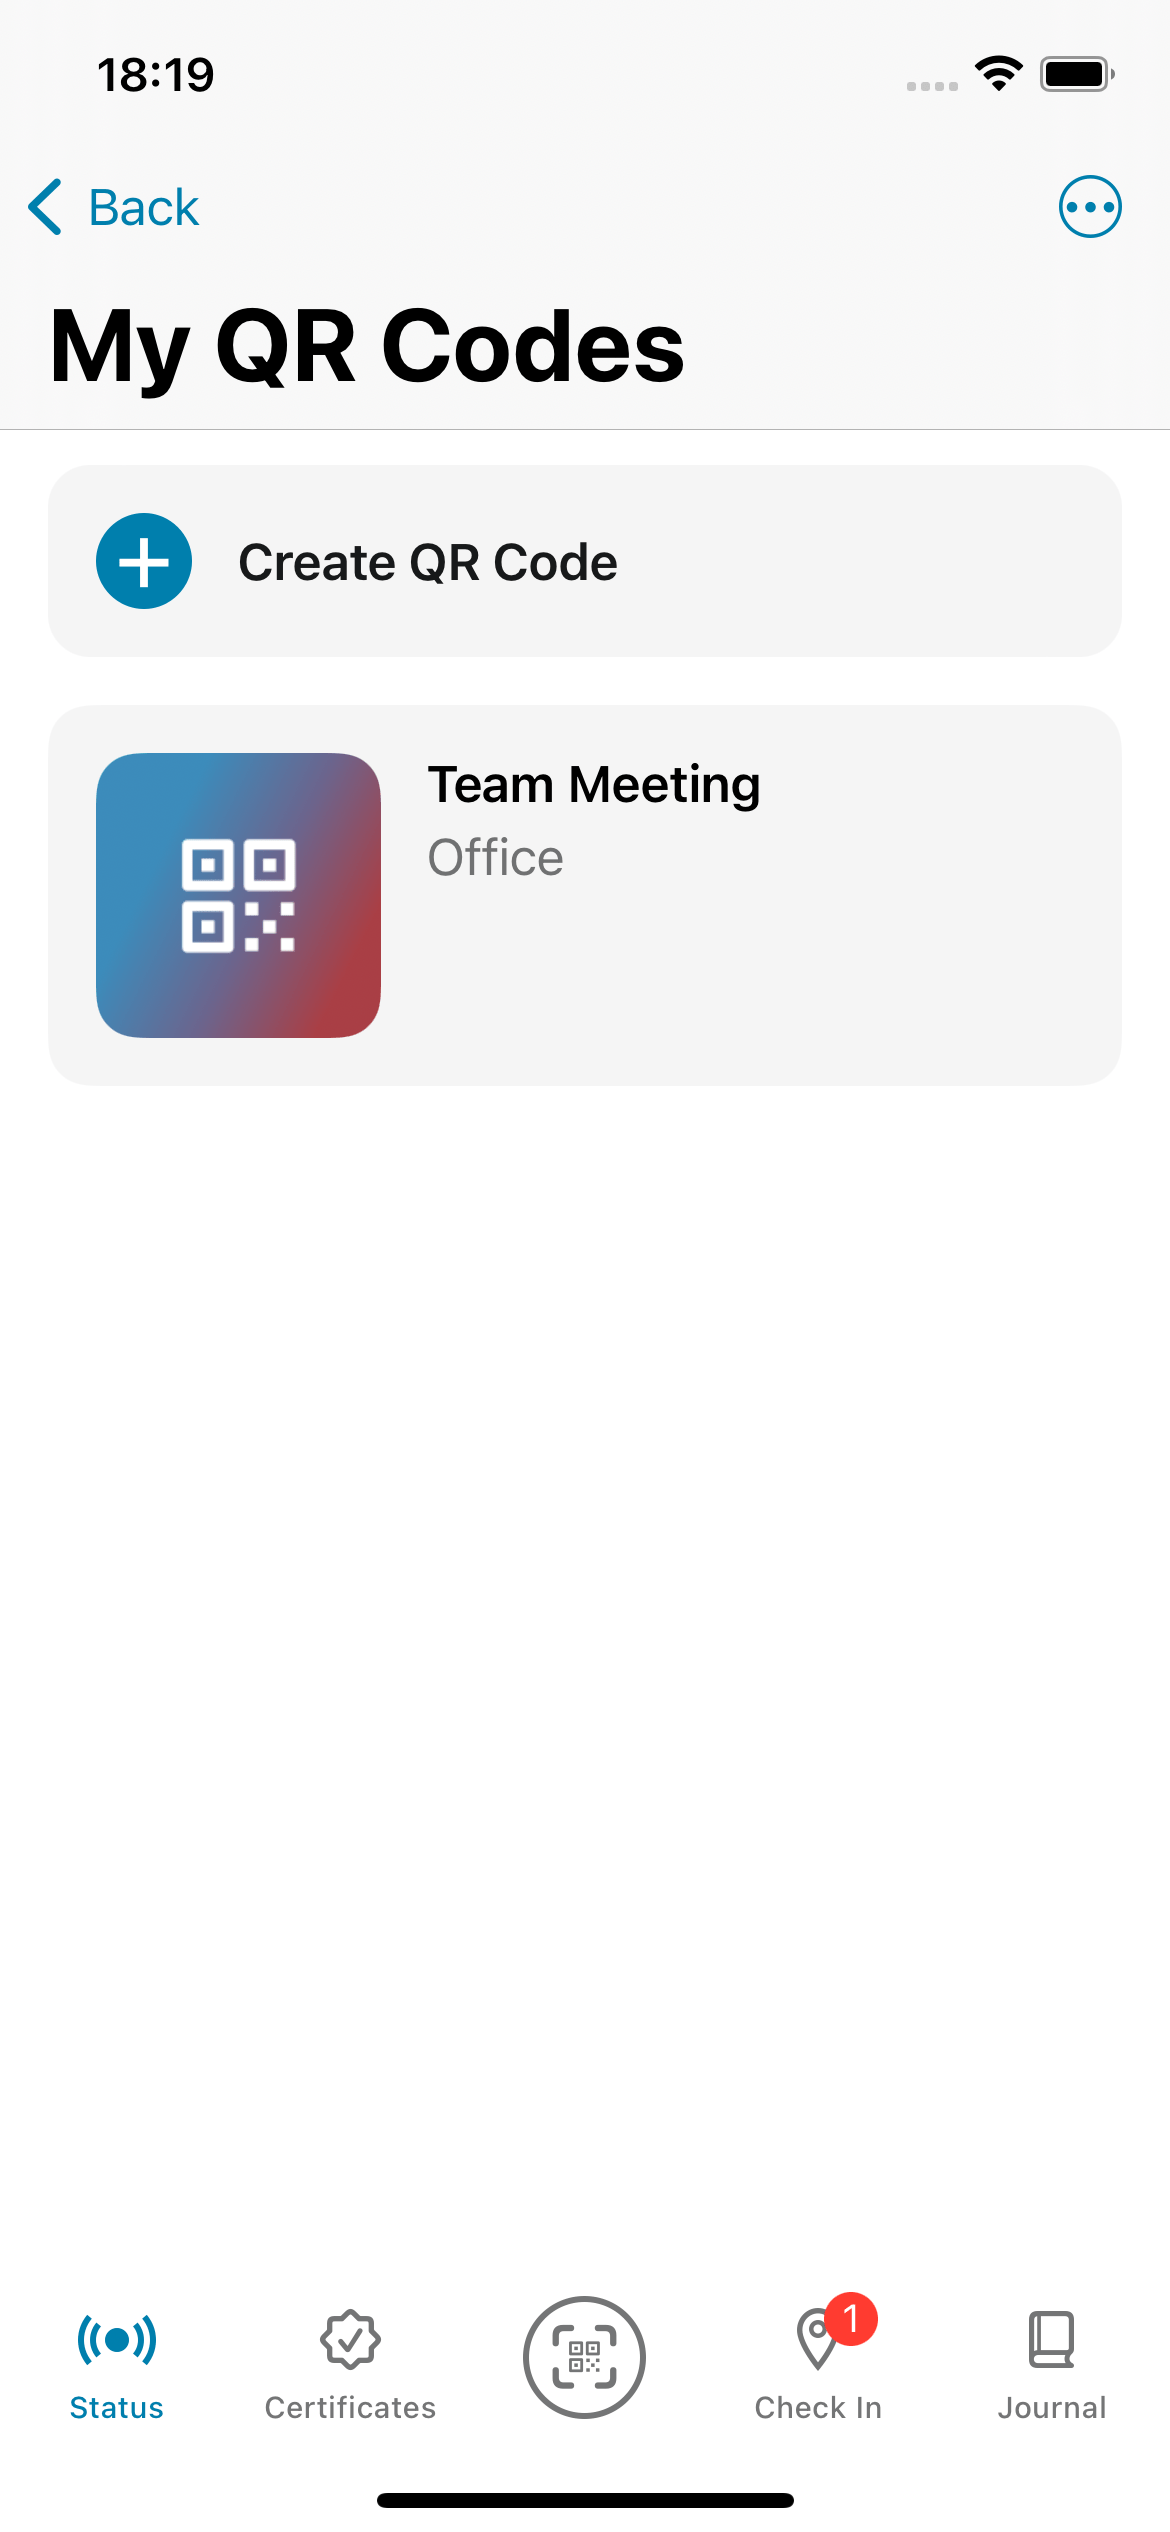 18:19
Back
My QR Codes
Create QR Code
Team Meeting
Office
1
Status
Certificates
Check In
Journal